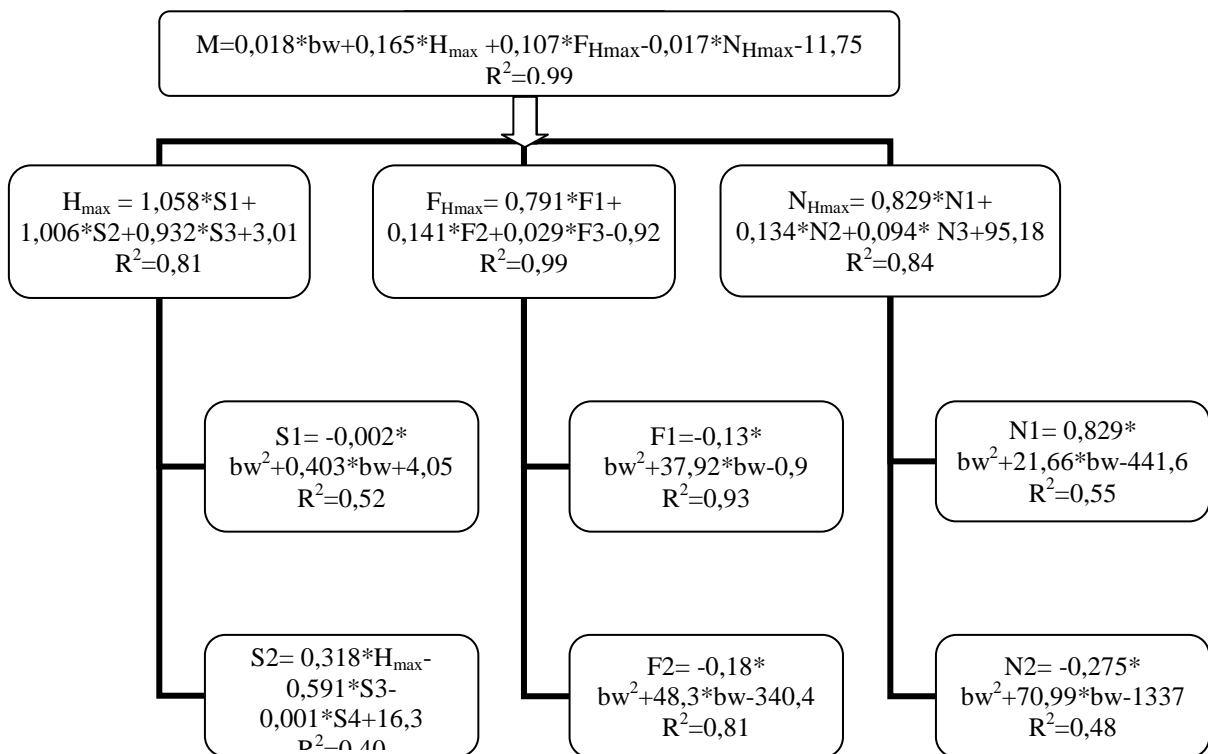 M=0,018*bw+0,165*Hmax +0,107*FHmax-0,017*NHmax-11,75
R²=0,99
Hmax = 1,058*S1+
1,006*S2+0,932*S3+3,01
R²=0,81
FHmax= 0,791*F1+
0,141*F2+0,029*F3-0,92
R²=0,99
NHmax= 0,829*N1+
0,134*N2+0,094* N3+95,18
R²=0,84
S1= -0,002*
bw²+0,403*bw+4,05
R²=0,52
F1=-0,13*
bw²+37,92*bw-0,9
R²=0,93
N1= 0,829*
bw²+21,66*bw-441,6
R²=0,55
S2= 0,318*Hmax-
0,591*S3-
0,001*S4+16,3
R²=0,40
F2= -0,18*
bw²+48,3*bw-340,4
R²=0,81
N2= -0,275*
bw²+70,99*bw-1337
R²=0,48